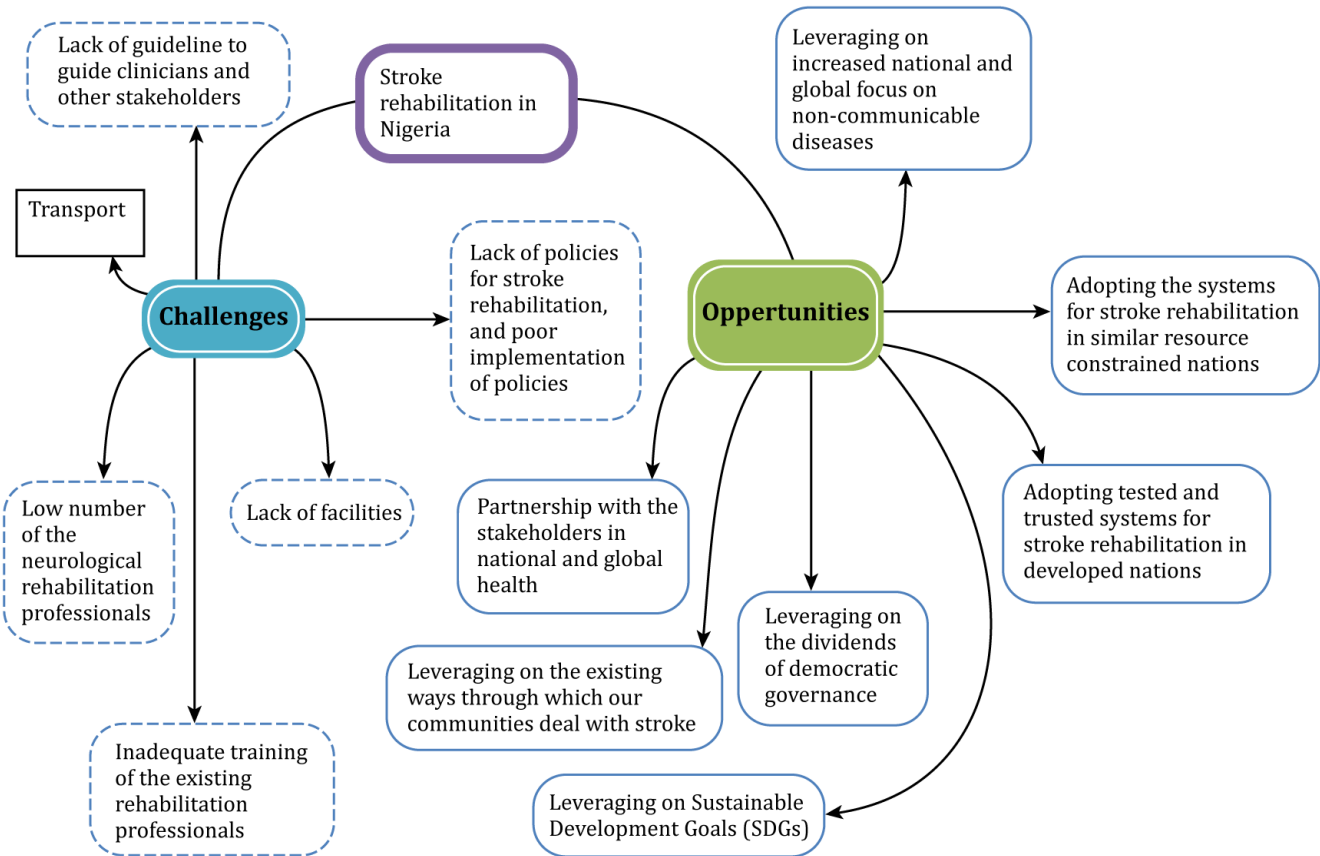 Lack of guideline to
guide clinicians and
other stakeholders
Stroke
rehabilitation in
Nigeria
Leveraging on
increased national and
global focus on
non-communicable
diseases
Transport
Challenges
Lack of policies
for stroke
rehabilitation,
and poor
implementation
of policies
Oppertunities
Adopting the systems
for stroke rehabilitation
in similar resource
constrained nations
Low number
of the
neurological
rehabilitation
professionals
Lack of facilities
Partnership with the
stakeholders in
national and global
health
Adopting tested and
trusted systems for
stroke rehabilitation in
developed nations
Leveraging on the existing
ways through which our
communities deal with stroke
Leveraging on
the dividends
of democratic
governance
Inadequate training
of the existing
rehabilitation
professionals
Leveraging on Sustainable
Development Goals (SDGs)